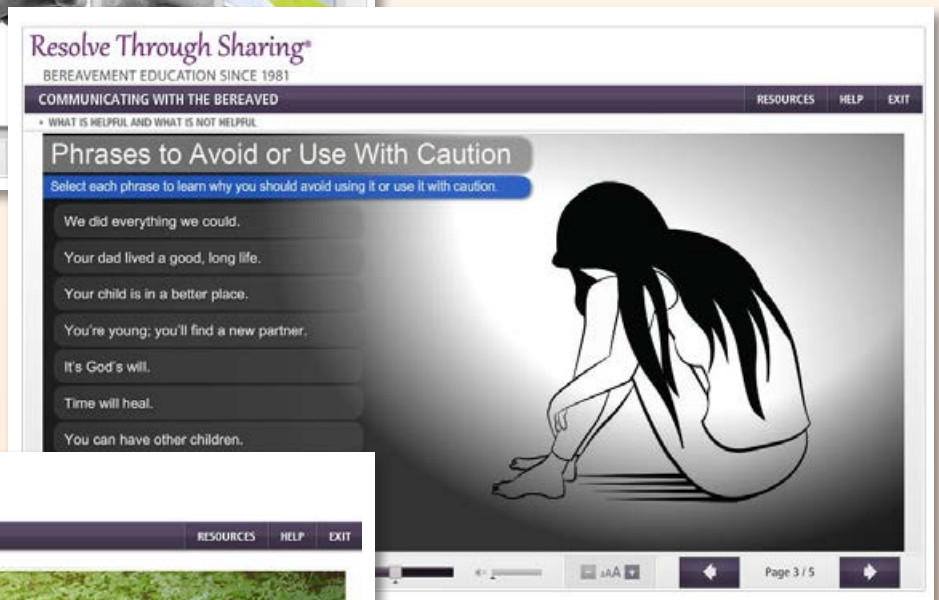 Resolve Through Sharing®
BEREAVEMENT EDUCATION SINCE 1981
COMMUNICATING WITH THE BEREAVED
RESOURCES HELP EXIT
WHAT IS HELPFUL AND WHAT IS NOT HELPFUL
Phrases to Avoid or Use With Caution
Select each phrase to learn why you should avoid using it or use it with caution.
We did everything we could.
Your dad lived a good, long life.
Your child is in a better place.
You're young; you'll find a new partner.
It's God's will.
Time will heal.
You can have other children.
RESOURCES HELP EXIT
AAA
Page 3 / 5